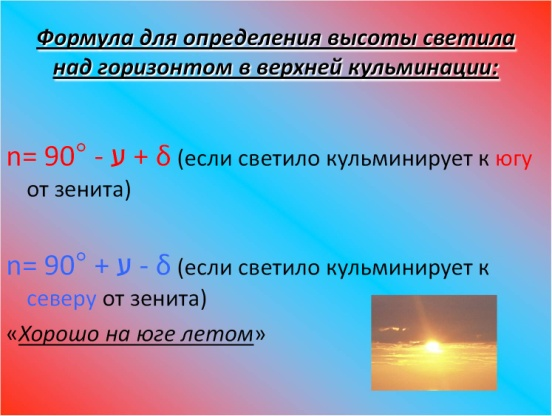 Формула для определения высоты светила
над горизонтом в верхней кульминации:
n= 90° - ע + δ (если светило кульминирует к югу
от зенита)
n= 90° + ע - δ (если светило кульминирует к
северу от зенита)
«Хорошо на юге летом»